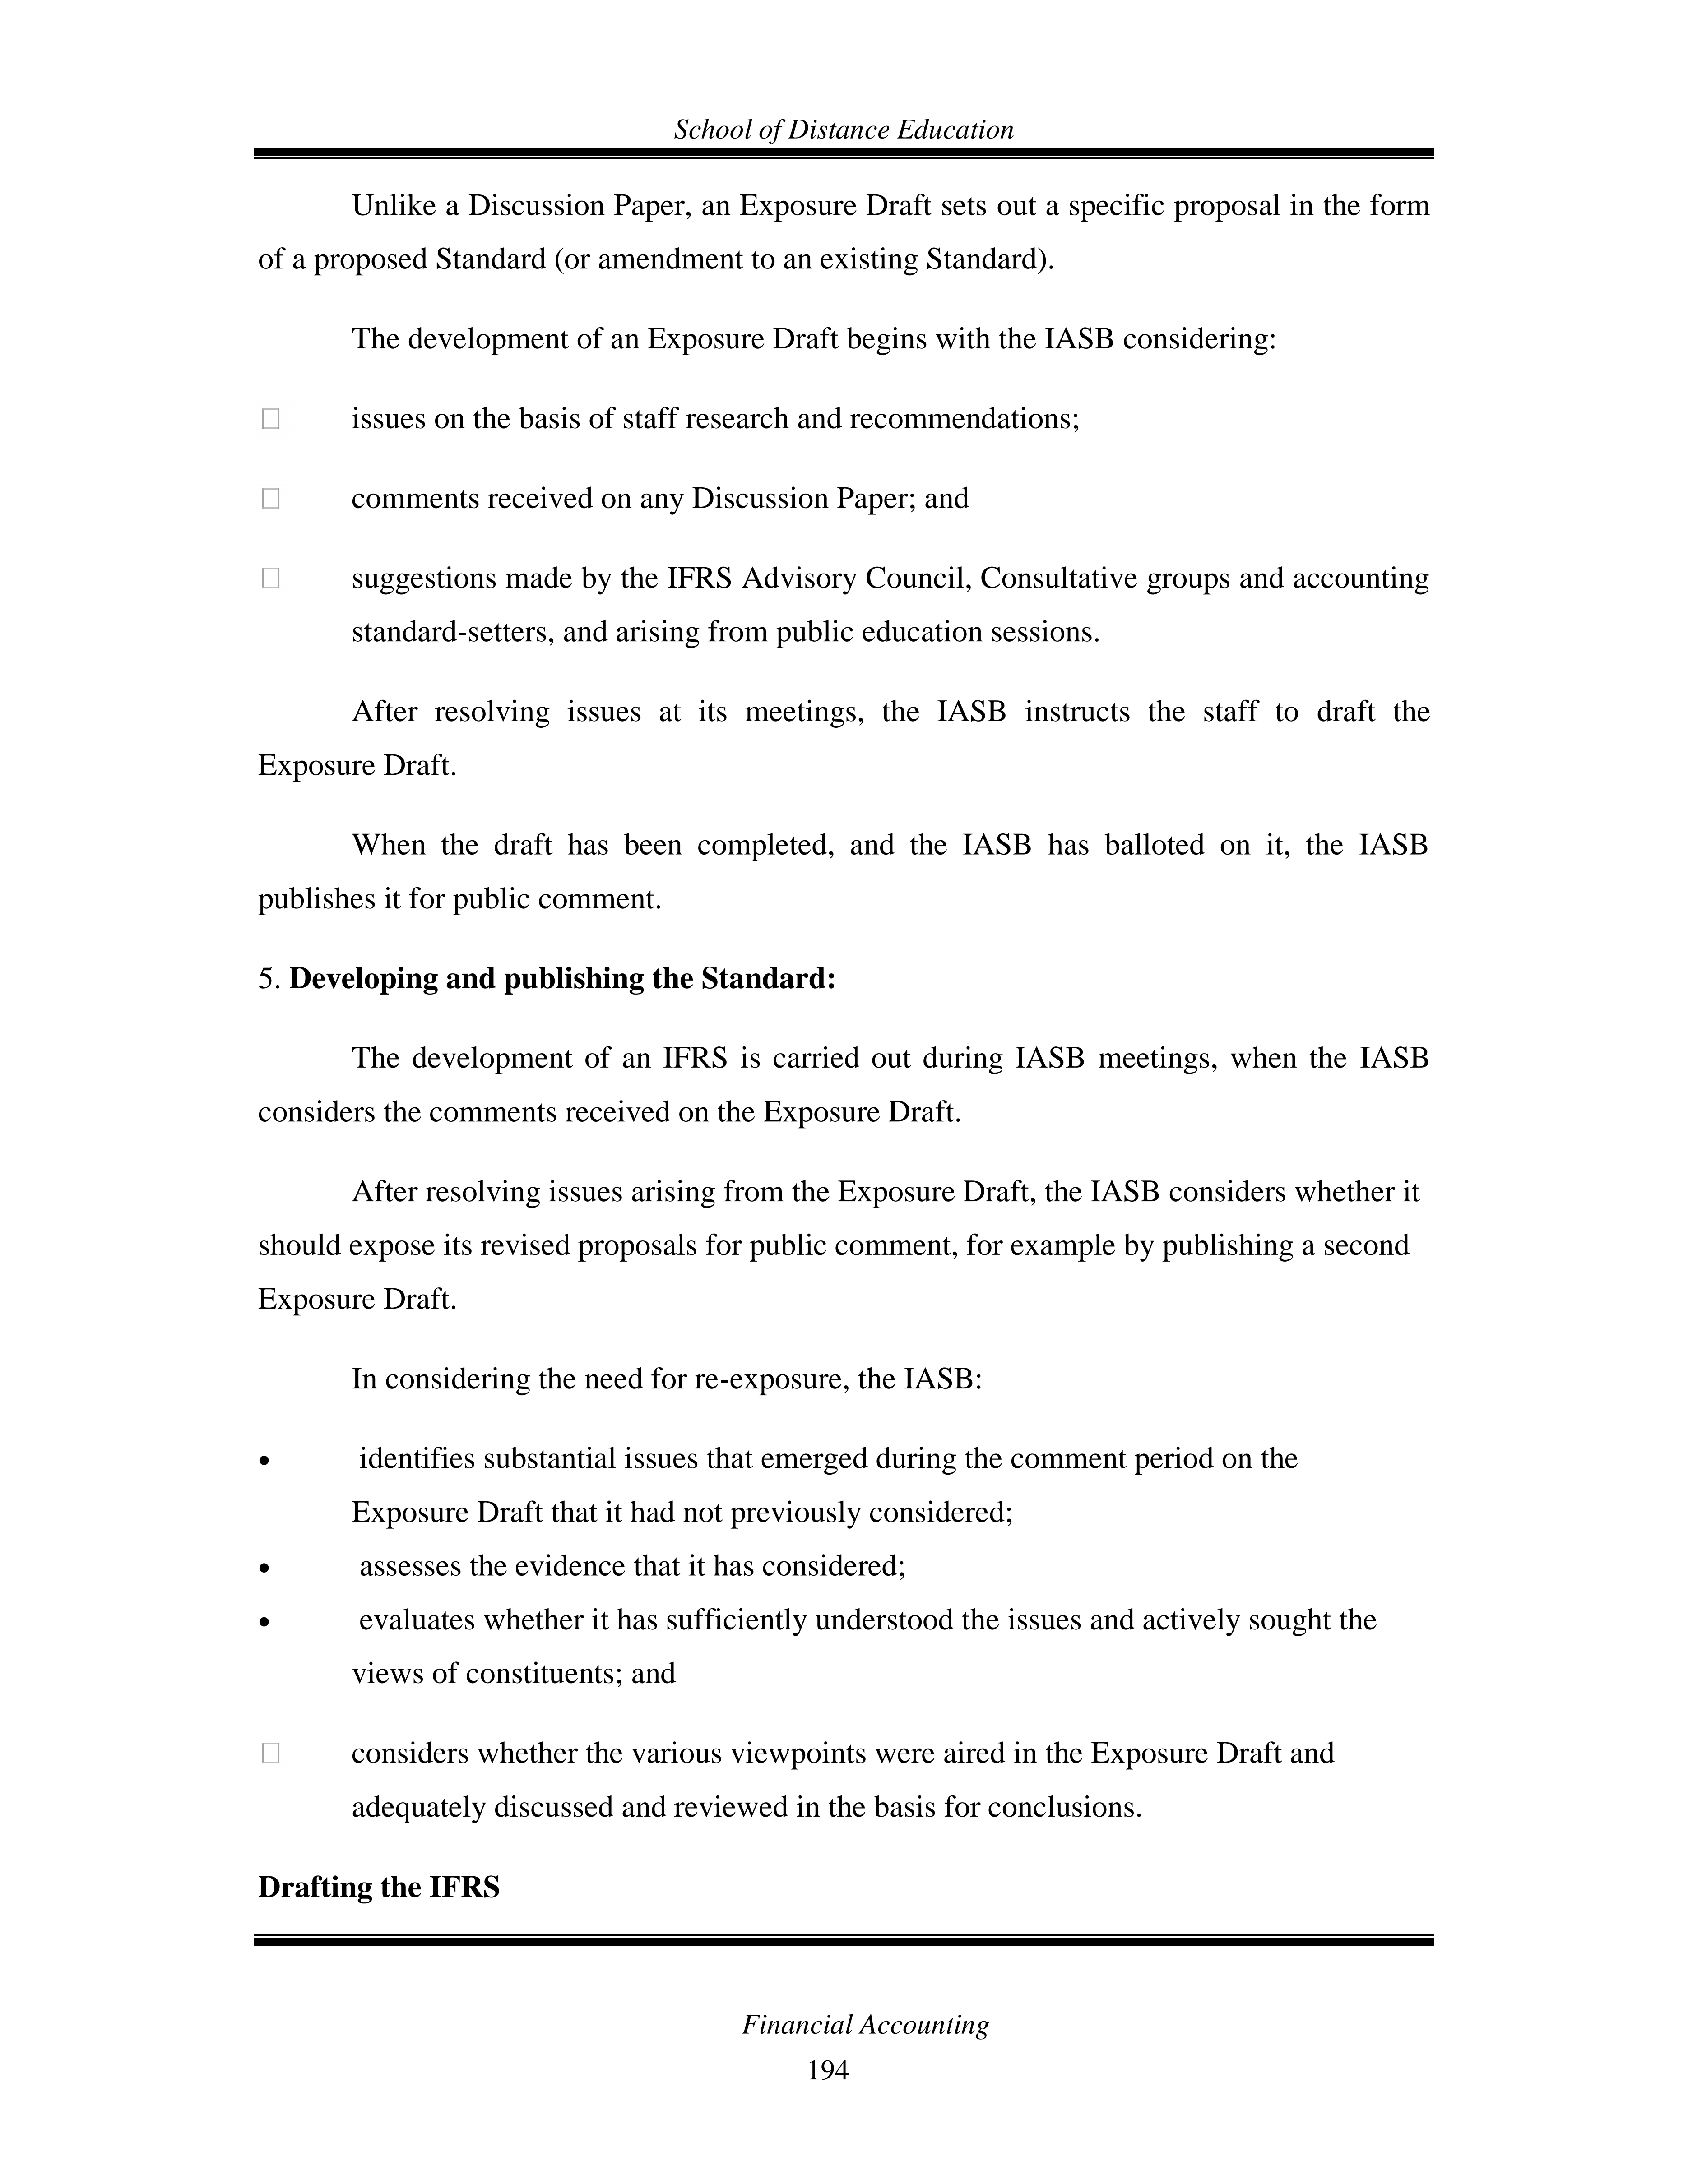 School of Distance Education
Unlike a Discussion Paper, an Exposure Draft sets out a specific proposal in the form
of a proposed Standard (or amendment to an existing Standard).
The development of an Exposure Draft begins with the IASB considering:
issues on the basis of staff research and recommendations;
comments received on any Discussion Paper; and
suggestions made by the IFRS Advisory Council, Consultative groups and accounting
standard-setters, and arising from public education sessions.
After resolving issues at its meetings, the IASB instructs the staff to draft the
Exposure Draft.
When the draft has been completed, and the IASB has balloted on it, the IASB
publishes it for public comment.
5. Developing and publishing the Standard:
The development of an IFRS is carried out during IASB meetings, when the IASB
considers the comments received on the Exposure Draft.
After resolving issues arising from the Exposure Draft, the IASB considers whether it
should expose its revised proposals for public comment, for example by publishing a second
Exposure Draft.
In considering the need for re-exposure, the IASB:
• identifies substantial issues that emerged during the comment period on the
Exposure Draft that it had not previously considered;
• assesses the evidence that it has considered;
• evaluates whether it has sufficiently understood the issues and actively sought the
views of constituents; and
considers whether the various viewpoints were aired in the Exposure Draft and
adequately discussed and reviewed in the basis for conclusions.
Drafting the IFRS
Financial Accounting
194